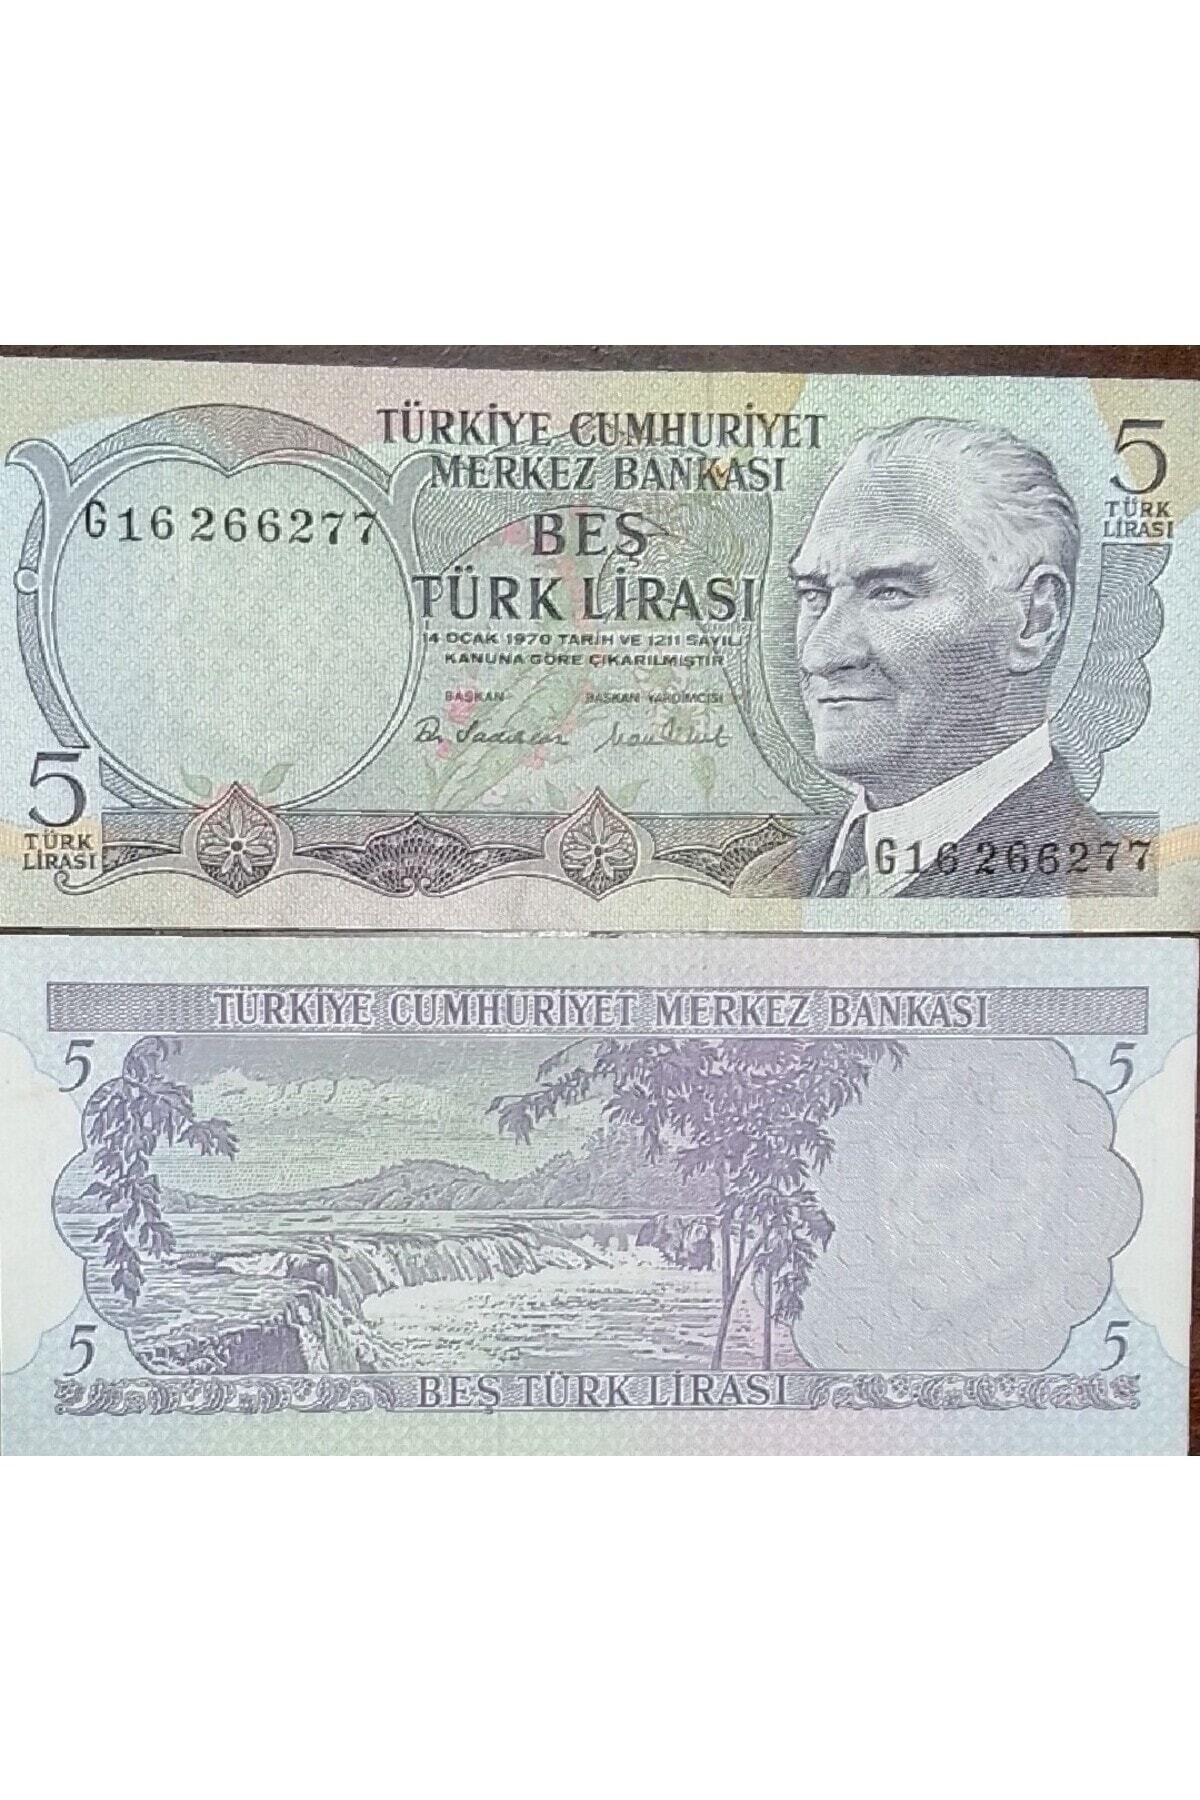 TÜRKİYE CUMHURİYET
MERKEZ BANKASI
5
TÜRK
LİRASI
G16 266277
BEŞ
TÜRK LİRASI
14 OCAK 1970 TARİH VE 1211 SAYILI
KANUNA GÖRE ÇIKARILMIŞTIR
BAŞKAN BAŞKAN YARDIMCISI
5
TÜRK
LİRASI
G16 266277
TÜRKİYE CUMHURİYET MERKEZ BANKASI
5 5
5 5
BEŞ TÜRK LİRASI